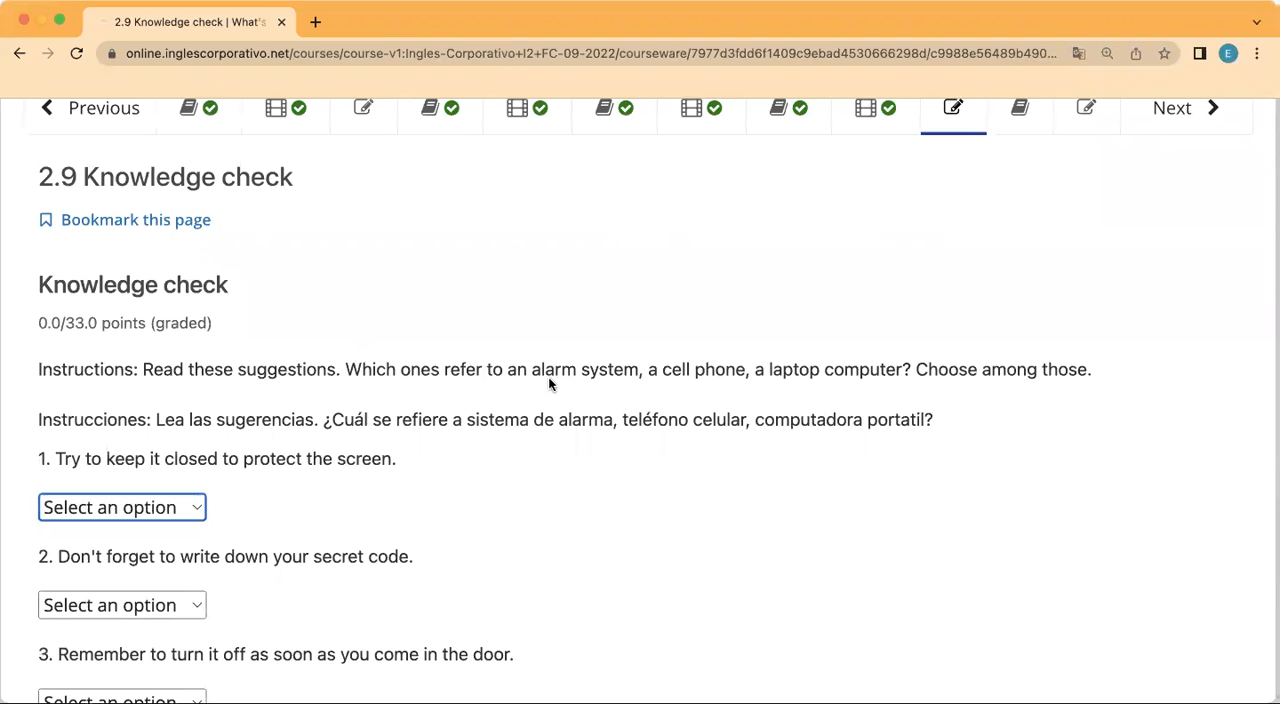 2.9 Knowledge check | What's
online.inglescorporativo.net/courses/course-v1:Ingles-Corporativo+I2+FC-09-2022/courseware/7977d3fdd6f1409c9ebad4530666298d/c9988e56489b490...
E
Previous
Next
2.9 Knowledge check
Bookmark this page
Knowledge check
0.0/33.0 points (graded)
Instructions: Read these suggestions. Which ones refer to an alarm system, a cell phone, a laptop computer? Choose among those.
Instrucciones: Lea las sugerencias. ¿Cuál se refiere a sistema de alarma, teléfono celular, computadora portatil?
1. Try to keep it closed to protect the screen.
Select an option
2. Don't forget to write down your secret code.
Select an option
3. Remember to turn it off as soon as you come in the door.
Select an option